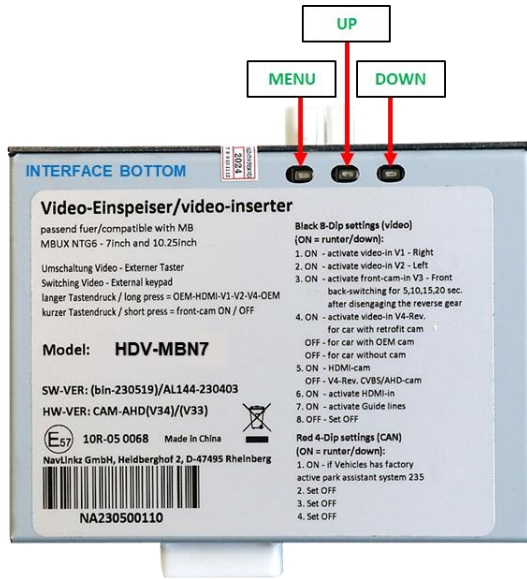 UP
MENU
DOWN
INTERFACE BOTTOM
2024
Video-Einspeiser/video-inserter
passend fuer/compatible with MB
MBUX NTG6 - 7inch and 10.25inch
Umschaltung Video - Externer Taster
Switching Video - External keypad
langer Tastendruck / long press = OEM-HDMI-V1-V2-V4-OEM
kurzer Tastendruck / short press = front-cam ON / OFF
Model: HDV-MBN7
SW-VER: (bin-230519)/AL144-230403
HW-VER: CAM-AHD(V34)/(V33)
E57 10R-05 0068 Made in China
NavLinkz GmbH, Heidberghof 2, D-47495 Rheinberg
NA230500110
Black 8-Dip settings (video)
(ON = runter/down):
1. ON - activate video-in V1 - Right
2. ON - activate video-in V2 - Left
3. ON - activate front-cam-in V3 - Front
back-switching for 5,10,15,20 sec.
after disengaging the reverse gear
4. ON - activate video-in V4-Rev.
for car with retrofit cam
OFF - for car with OEM cam
OFF - for car without cam
5. ON - HDMI-cam
OFF - V4-Rev. CVBS/AHD-cam
6. ON - activate HDMI-in
7. ON - activate Guide lines
8. OFF - Set OFF
Red 4-Dip settings (CAN)
(ON = runter/down):
1. ON - if Vehicles has factory
active park assistant system 235
2. Set OFF
3. Set OFF
4. Set OFF